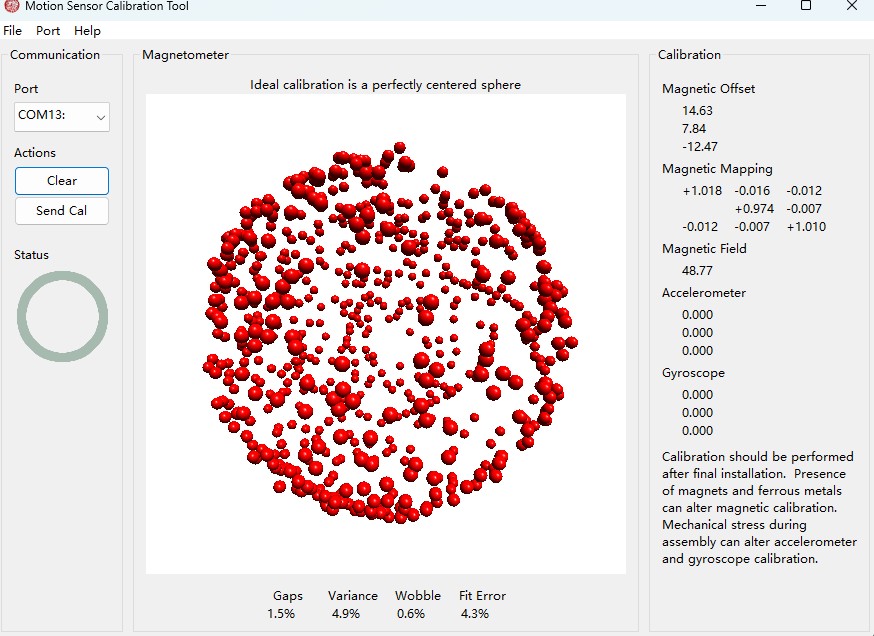 Motion Sensor Calibration Tool
File Port Help
Communication
Port
COM13:
Actions
Clear
Send Cal
Status
Magnetometer
Ideal calibration is a perfectly centered sphere
Gaps Variance Wobble Fit Error
1.5% 4.9% 0.6% 4.3%
Calibration
Magnetic Offset
14.63
7.84
-12.47
Magnetic Mapping
+1.018 -0.016 -0.012
+0.974 -0.007
-0.012 -0.007 +1.010
Magnetic Field
48.77
Accelerometer
0.000
0.000
0.000
Gyroscope
0.000
0.000
0.000
Calibration should be performed
after final installation. Presence
of magnets and ferrous metals
can alter magnetic calibration.
Mechanical stress during
assembly can alter accelerometer
and gyroscope calibration.